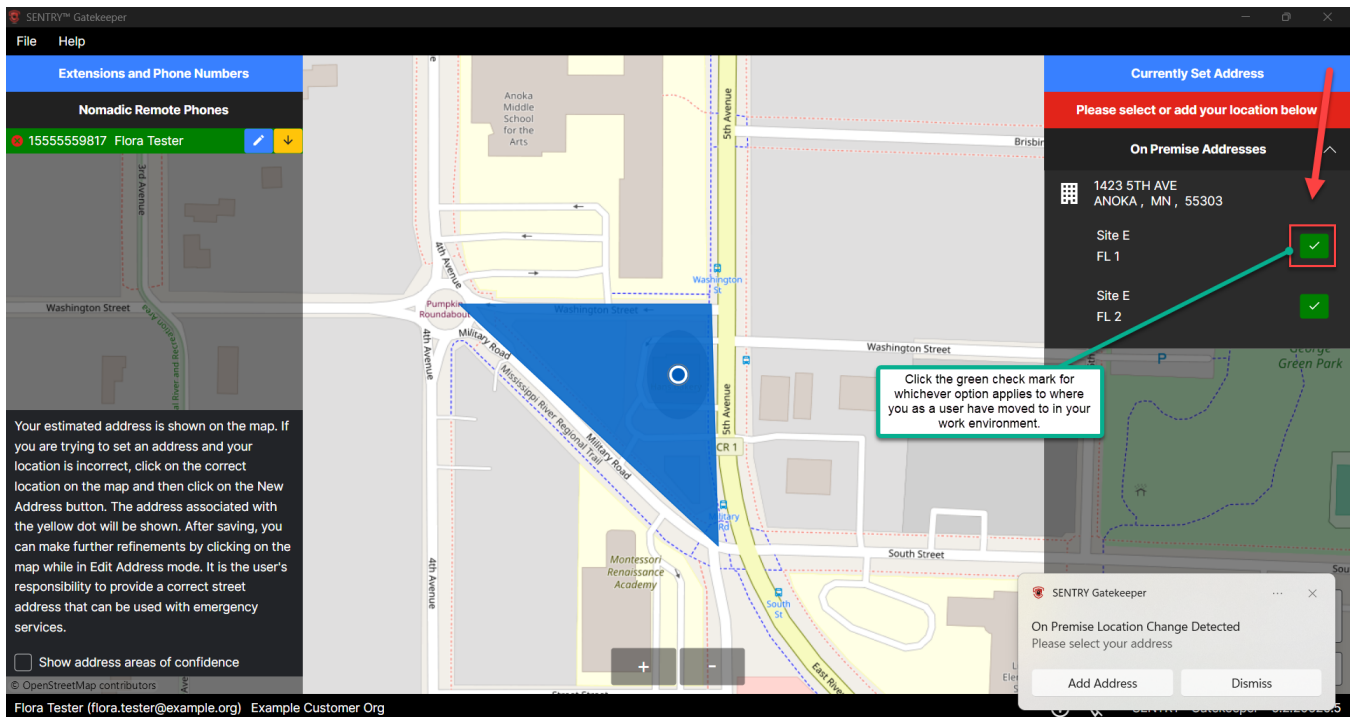 SENTRY™ Gatekeeper
File Help
Extensions and Phone Numbers
Nomadic Remote Phones
15555559817 Flora Tester
3rd Avenue
Washington Street
Your estimated address is shown on the map. If
you are trying to set an address and your
location is incorrect, click on the correct
location on the map and then click on the New
Address button. The address associated with
the yellow dot will be shown. After saving, you
can make further refinements by clicking on the
map while in Edit Address mode. It is the user's
responsibility to provide a correct street
address that can be used with emergency
services.
Show address areas of confidence
© OpenStreetMap contributors
Anoka
Middle
School
for the
Arts
5th Avenue
Brisbin
4th Avenue
Washington
St
Pumpkin
Roundabout
Washington Street
4th Avenue
Military Road
Mississippi River Regional Trail
Military Road
Washington Street
5th Avenue
CR 1
Military
Rd
South Street
Montessori
Renaissance
Academy
4th Avenue
South
St
+ -
East River
Currently Set Address
Please select or add your location below
On Premise Addresses
1423 5TH AVE
ANOKA , MN , 55303
Site E
FL 1
Site E
FL 2
P
George
Green Park
Click the green check mark for
whichever option applies to where
you as a user have moved to in your
work environment.
SENTRY Gatekeeper
On Premise Location Change Detected
Please select your address
Add Address Dismiss
Flora Tester (flora.tester@example.org) Example Customer Org